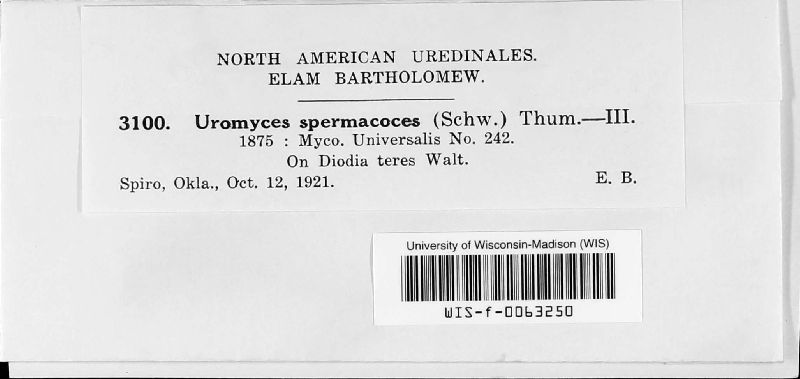 NORTH AMERICAN UREDINALES.
ELAM BARTHOLOMEW.
3100. Uromyces spermacoces (Schw.) Thum.—III.
1875 : Myco. Universalis No. 242.
On Diodia teres Walt.
Spiro, Okla., Oct. 12, 1921. E. B.
University of Wisconsin-Madison (WIS)
WIS-f-0063250